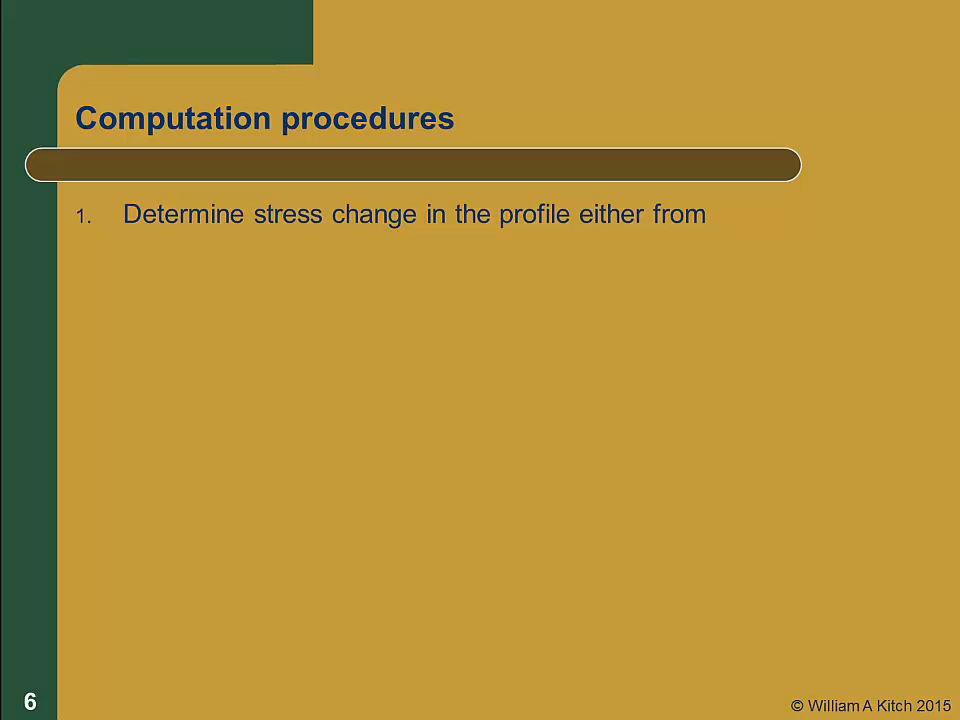 Computation procedures
1. Determine stress change in the profile either from
6
© William A Kitch 2015